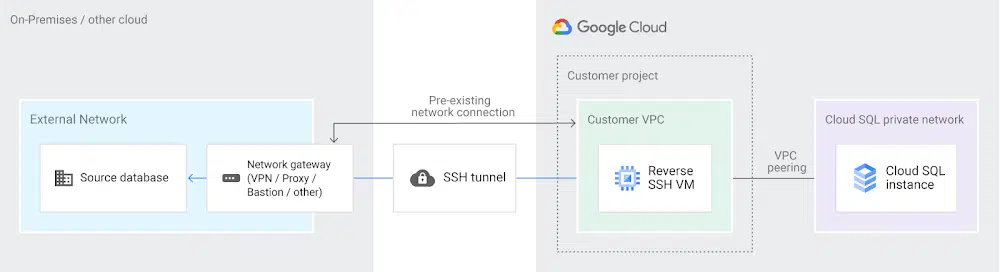 On-Premises / other cloud
Google Cloud
Customer project
Pre-existing
network connection
External Network
Customer VPC
Cloud SQL private network
Source database
Network gateway
(VPN / Proxy /
Bastion / other)
SSH tunnel
Reverse
SSH VM
VPC
peering
Cloud SQL
instance